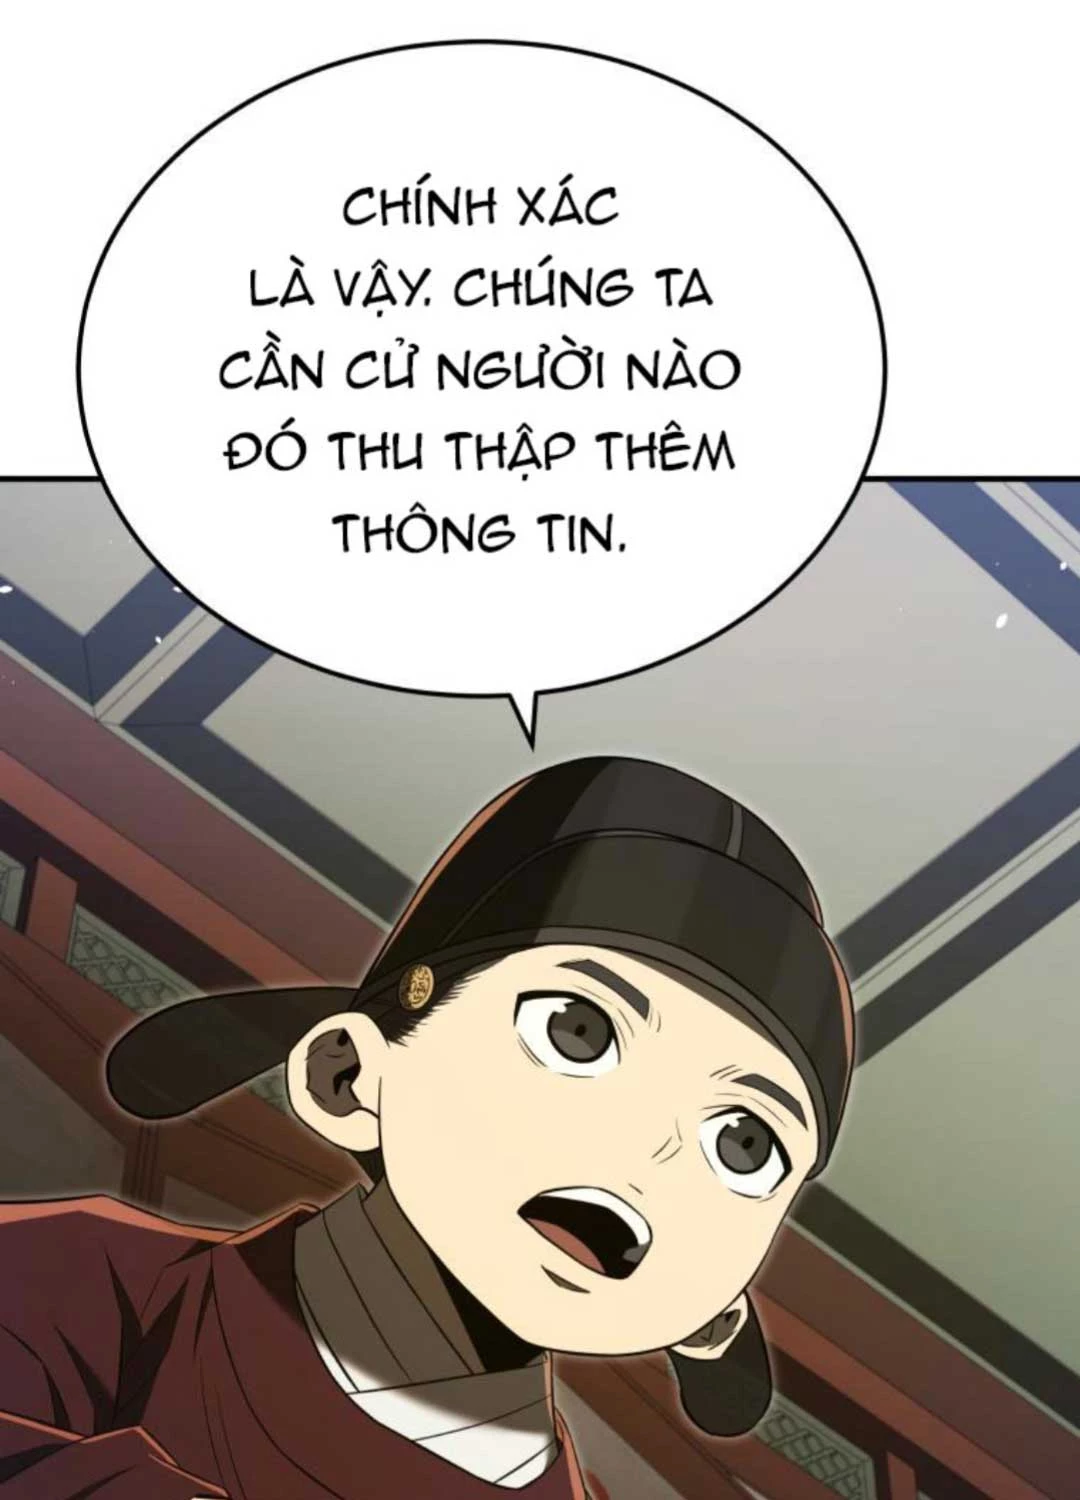 CHÍNH XÁC
LÀ VẬY. CHÚNG TA
CẦN CỬ NGƯỜI NÀO
ĐÓ THU THẬP THÊM
THÔNG TIN.